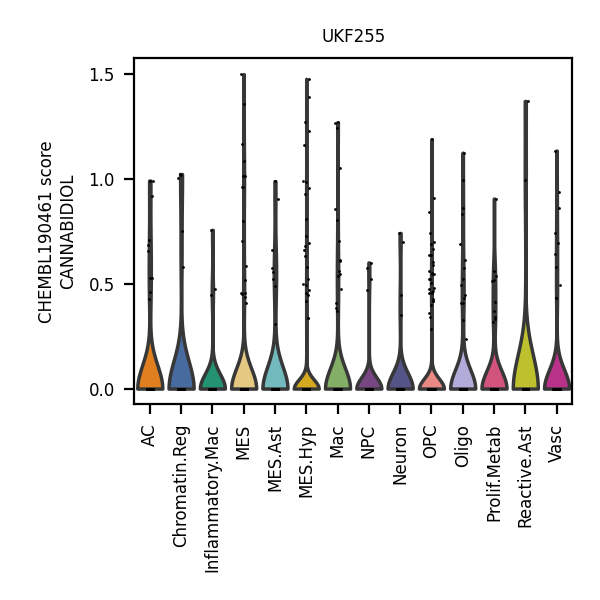 UKF255
CHEMBL190461 score
CANNABIDIOL
1.5
1.0
0.5
0.0
AC
Chromatin.Reg
Inflammatory.Mac
MES
MES.Ast
MES.Hyp
Mac
NPC
Neuron
OPC
Oligo
Prolif.Metab
Reactive.Ast
Vasc